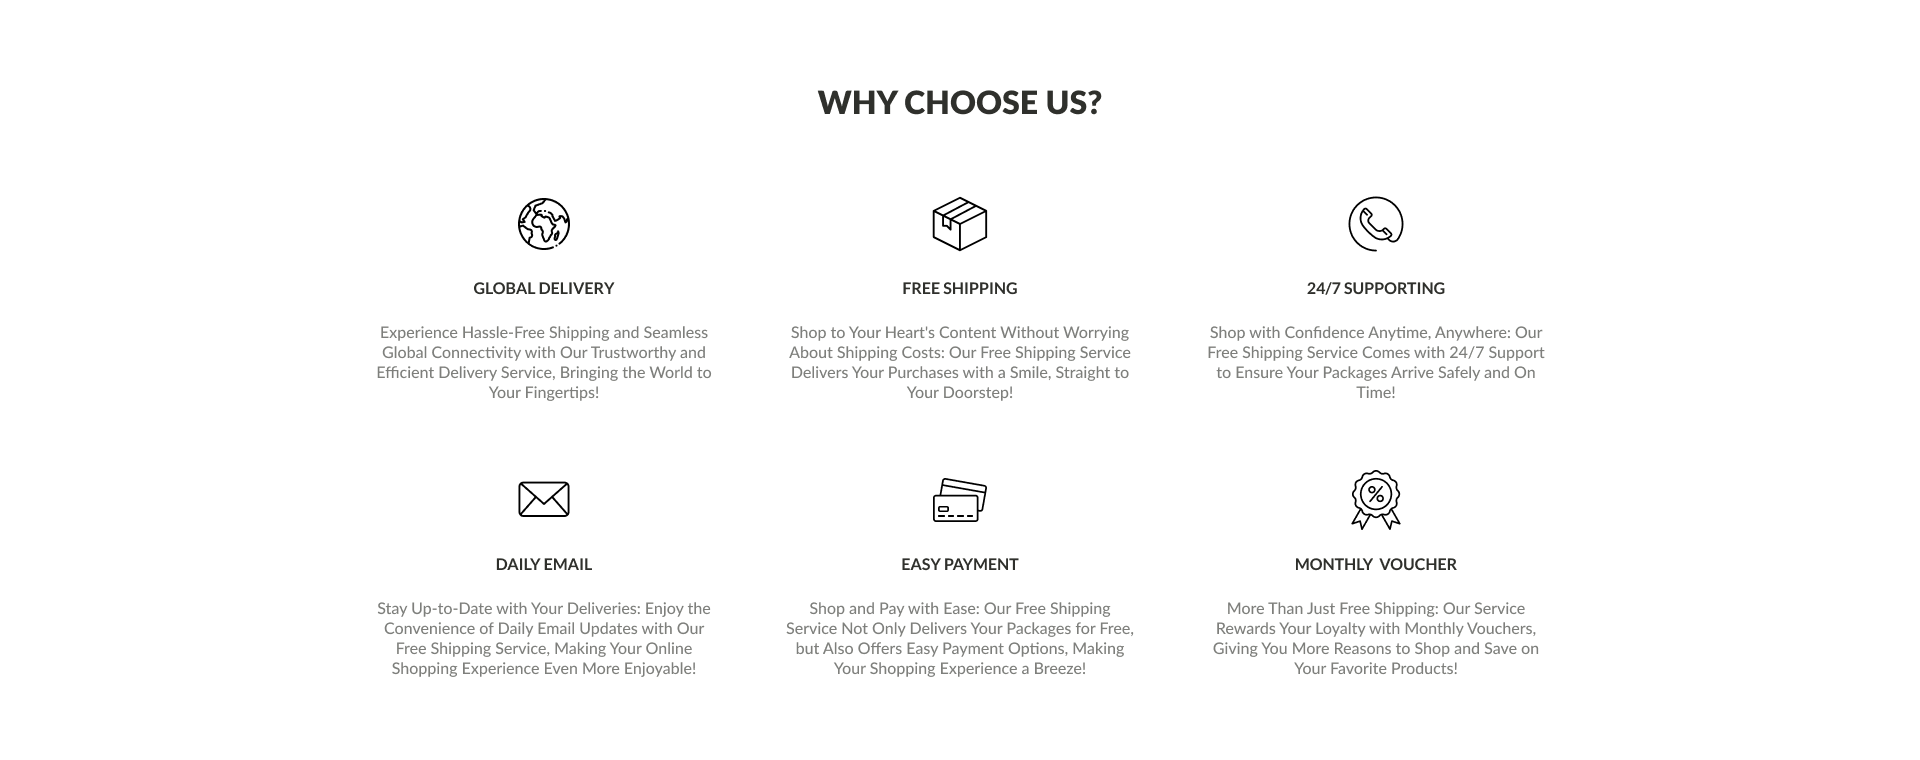 WHY CHOOSE US?
GLOBAL DELIVERY
Experience Hassle-Free Shipping and Seamless
Global Connectivity with Our Trustworthy and
Efficient Delivery Service, Bringing the World to
Your Fingertips!
FREE SHIPPING
Shop to Your Heart's Content Without Worrying
About Shipping Costs: Our Free Shipping Service
Delivers Your Purchases with a Smile, Straight to
Your Doorstep!
24/7 SUPPORTING
Shop with Confidence Anytime, Anywhere: Our
Free Shipping Service Comes with 24/7 Support
to Ensure Your Packages Arrive Safely and On
Time!
DAILY EMAIL
Stay Up-to-Date with Your Deliveries: Enjoy the
Convenience of Daily Email Updates with Our
Free Shipping Service, Making Your Online
Shopping Experience Even More Enjoyable!
EASY PAYMENT
Shop and Pay with Ease: Our Free Shipping
Service Not Only Delivers Your Packages for Free,
but Also Offers Easy Payment Options, Making
Your Shopping Experience a Breeze!
%
MONTHLY  VOUCHER
More Than Just Free Shipping: Our Service
Rewards Your Loyalty with Monthly Vouchers,
Giving You More Reasons to Shop and Save on
Your Favorite Products!